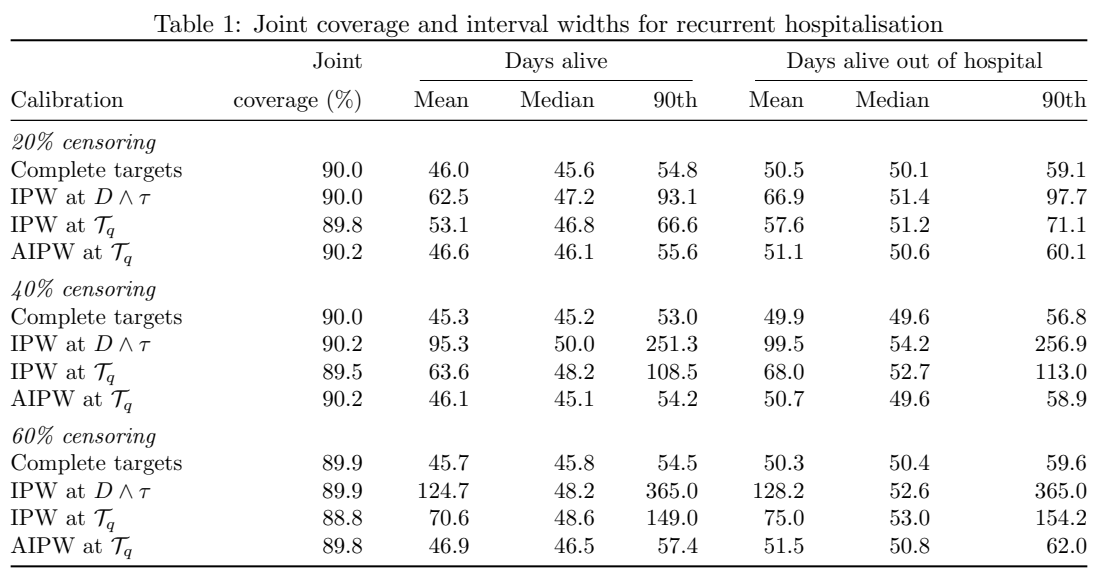 Table 1: Joint coverage and interval widths for recurrent hospitalisation
Joint Days alive Days alive out of hospital
Calibration coverage (%) Mean Median 90th Mean Median 90th
20% censoring
Complete targets 90.0 46.0 45.6 54.8 50.5 50.1 59.1
IPW at D ∧ τ 90.0 62.5 47.2 93.1 66.9 51.4 97.7
IPW at 𝒯_q 89.8 53.1 46.8 66.6 57.6 51.2 71.1
AIPW at 𝒯_q 90.2 46.6 46.1 55.6 51.1 50.6 60.1
40% censoring
Complete targets 90.0 45.3 45.2 53.0 49.9 49.6 56.8
IPW at D ∧ τ 90.2 95.3 50.0 251.3 99.5 54.2 256.9
IPW at 𝒯_q 89.5 63.6 48.2 108.5 68.0 52.7 113.0
AIPW at 𝒯_q 90.2 46.1 45.1 54.2 50.7 49.6 58.9
60% censoring
Complete targets 89.9 45.7 45.8 54.5 50.3 50.4 59.6
IPW at D ∧ τ 89.9 124.7 48.2 365.0 128.2 52.6 365.0
IPW at 𝒯_q 88.8 70.6 48.6 149.0 75.0 53.0 154.2
AIPW at 𝒯_q 89.8 46.9 46.5 57.4 51.5 50.8 62.0